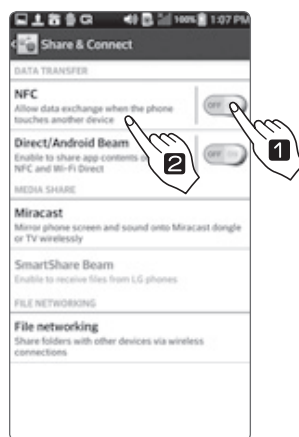 100% 1:07 PM
Share & Connect
DATA TRANSFER
NFC
Allow data exchange when the phone
touches another device
OFF
1
Direct/Android Beam
Enable to share app contents
NFC and Wi-Fi Direct
2
OFF
MEDIA SHARE
Miracast
Mirror phone screen and sound onto Miracast dongle
or TV wirelessly
SmartShare Beam
Enable to receive files from LG phones
FILE NETWORKING
File networking
Share folders with other devices via wireless
connections